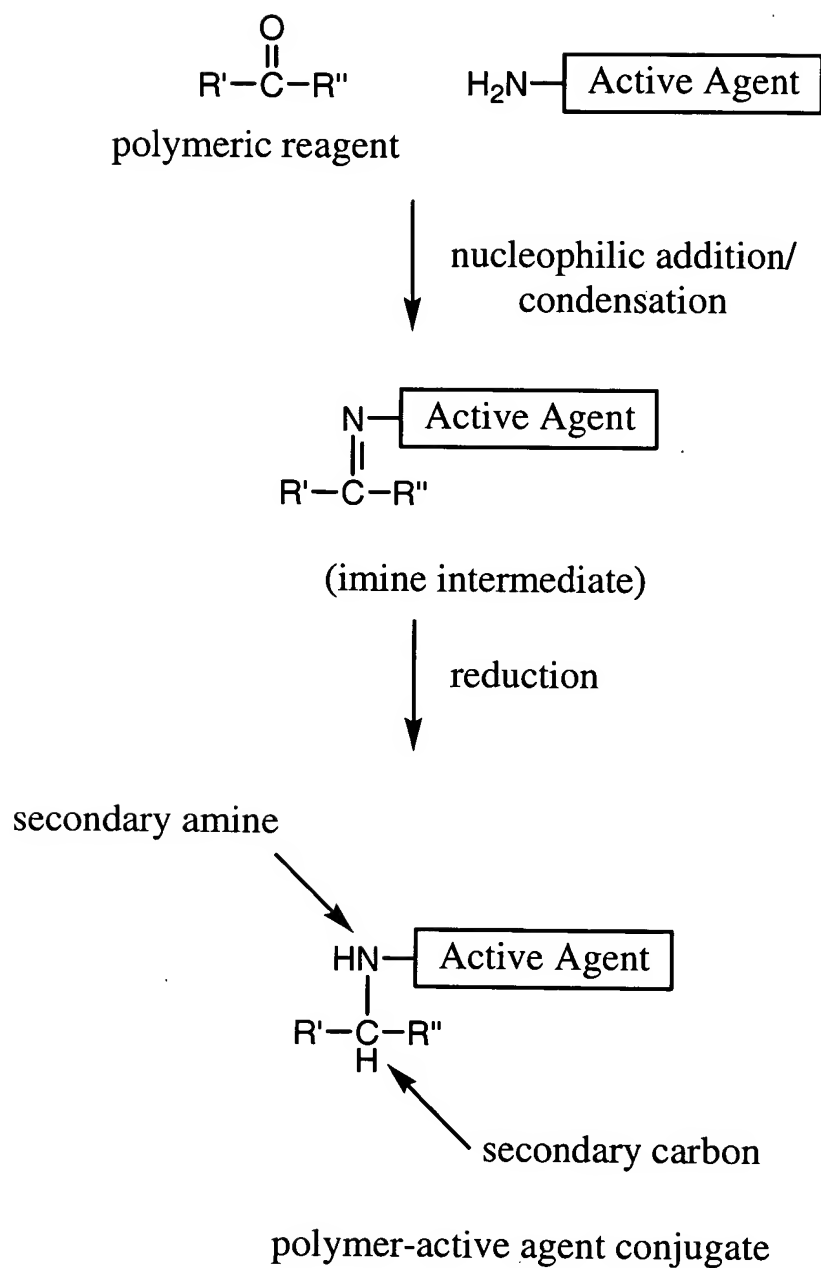 O
R'–C–R"
H₂N– Active Agent
polymeric reagent
nucleophilic addition/
condensation
N– Active Agent
R'–C–R"
(imine intermediate)
reduction
secondary amine
HN– Active Agent
R'–C–R"
H
secondary carbon
polymer-active agent conjugate